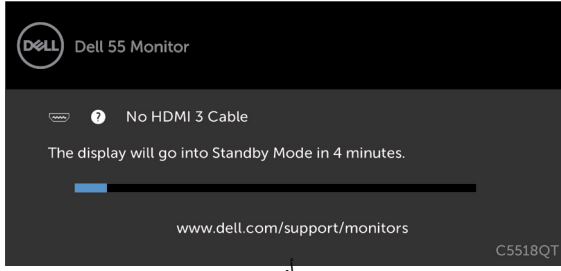 DELL Dell 55 Monitor
? No HDMI 3 Cable
The display will go into Standby Mode in 4 minutes.
www.dell.com/support/monitors
C5518QT